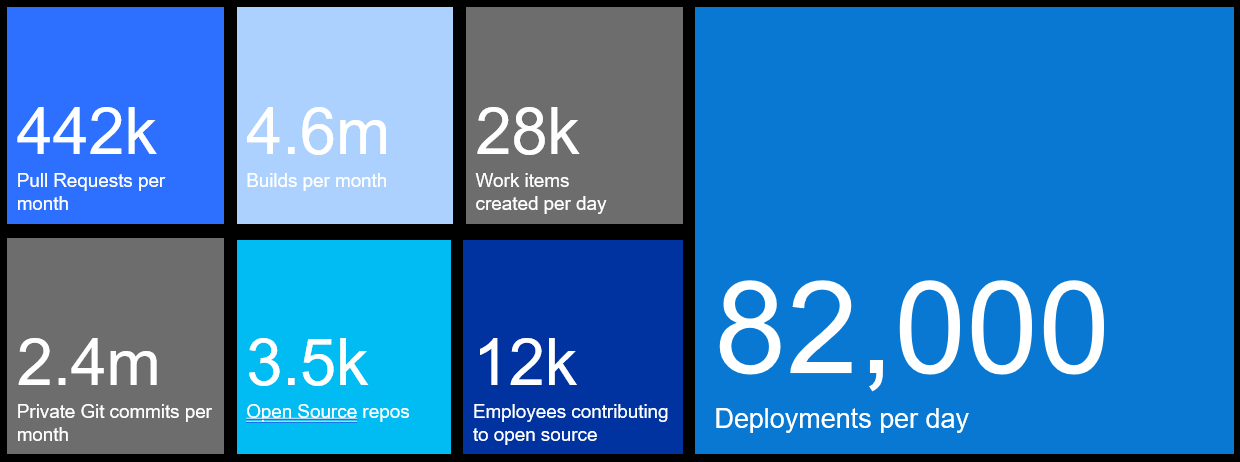 442k
Pull Requests per
month
4.6m
Builds per month
28k
Work items
created per day
2.4m
Private Git commits per
month
3.5k
Open Source repos
12k
Employees contributing
to open source
82,000
Deployments per day